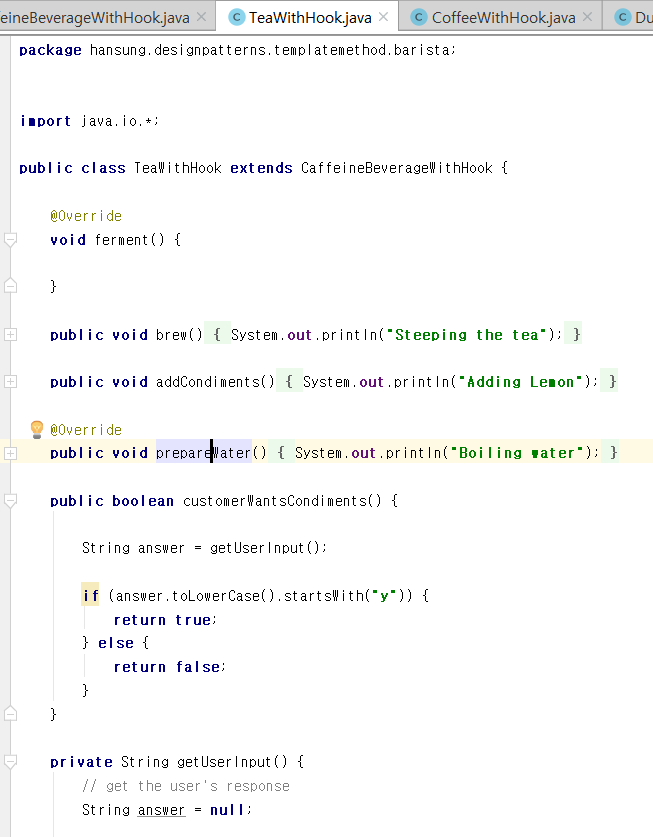 feineBeverageWithHook.java TeaWithHook.java CoffeeWithHook.java Du
package hansung.designpatterns.templatemethod.barista;
import java.io.*;
public class TeaWithHook extends CaffeineBeverageWithHook {
@Override
void ferment() {
}
public void brew() { System.out.println("Steeping the tea"); }
public void addCondiments() { System.out.println("Adding Lemon"); }
@Override
public void prepareWater() { System.out.println("Boiling water"); }
public boolean customerWantsCondiments() {
String answer = getUserInput();
if (answer.toLowerCase().startsWith("y")) {
return true;
} else {
return false;
}
}
private String getUserInput() {
// get the user's response
String answer = null;